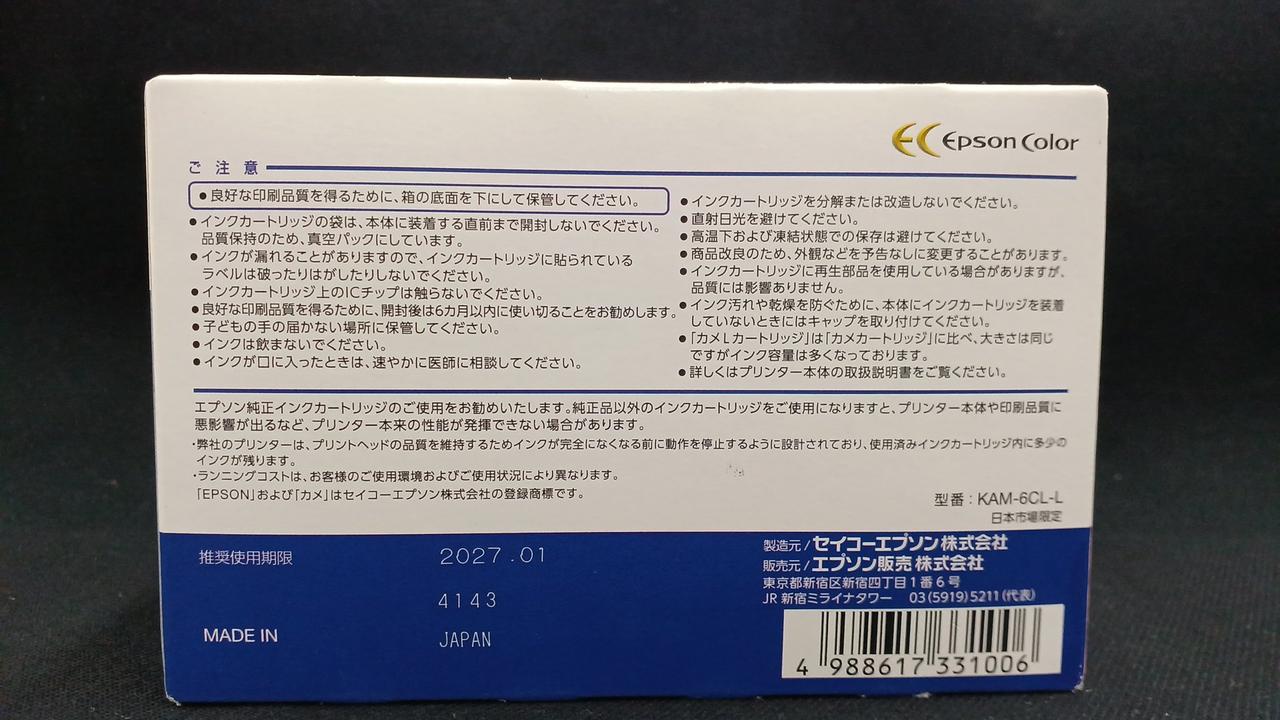 Epson Color
ご注意
●良好な印刷品質を得るために、箱の底面を下にして保管してください。
●インクカートリッジの袋は、本体に装着する直前まで開封しないでください。
品質保持のため、真空パックにしています。
●インクが漏れることがありますので、インクカートリッジに貼られている
ラベルは破ったりはがしたりしないでください。
●インクカートリッジ上のICチップは触らないでください。
●良好な印刷品質を得るために、開封後は6カ月以内に使い切ることをお勧めします。
●子どもの手の届かない場所に保管してください。
●インクは飲まないでください。
●インクが口に入ったときは、速やかに医師に相談してください。
●インクカートリッジを分解または改造しないでください。
●直射日光を避けてください。
●高温下および凍結状態での保存は避けてください。
●商品改良のため、外観などを予告なしに変更することがあります。
●インクカートリッジに再生部品を使用している場合がありますが、
品質には影響ありません。
●インク汚れや乾燥を防ぐために、本体にインクカートリッジを装着
していないときにはキャップを取り付けてください。
●「カメLカートリッジ」は「カメカートリッジ」に比べ、大きさは同じ
ですがインク容量は多くなっております。
●詳しくはプリンター本体の取扱説明書をご覧ください。
エプソン純正インクカートリッジのご使用をお勧めいたします。純正品以外のインクカートリッジをご使用になりますと、プリンター本体や印刷品質に
悪影響が出るなど、プリンター本来の性能が発揮できない場合があります。
・弊社のプリンターは、プリントヘッドの品質を維持するためインクが完全になくなる前に動作を停止するように設計されており、使用済みインクカートリッジ内に多少の
インクが残ります。
・ランニングコストは、お客様のご使用環境およびご使用状況により異なります。
「EPSON」および「カメ」はセイコーエプソン株式会社の登録商標です。
型番：KAM-6CL-L
日本市場限定
推奨使用期限 2027.01
4143
MADE IN JAPAN
製造元/セイコーエプソン株式会社
販売元/エプソン販売株式会社
東京都新宿区新宿四丁目1番6号
JR新宿ミライナタワー 03(5919)5211(代表)
4 988617 331006